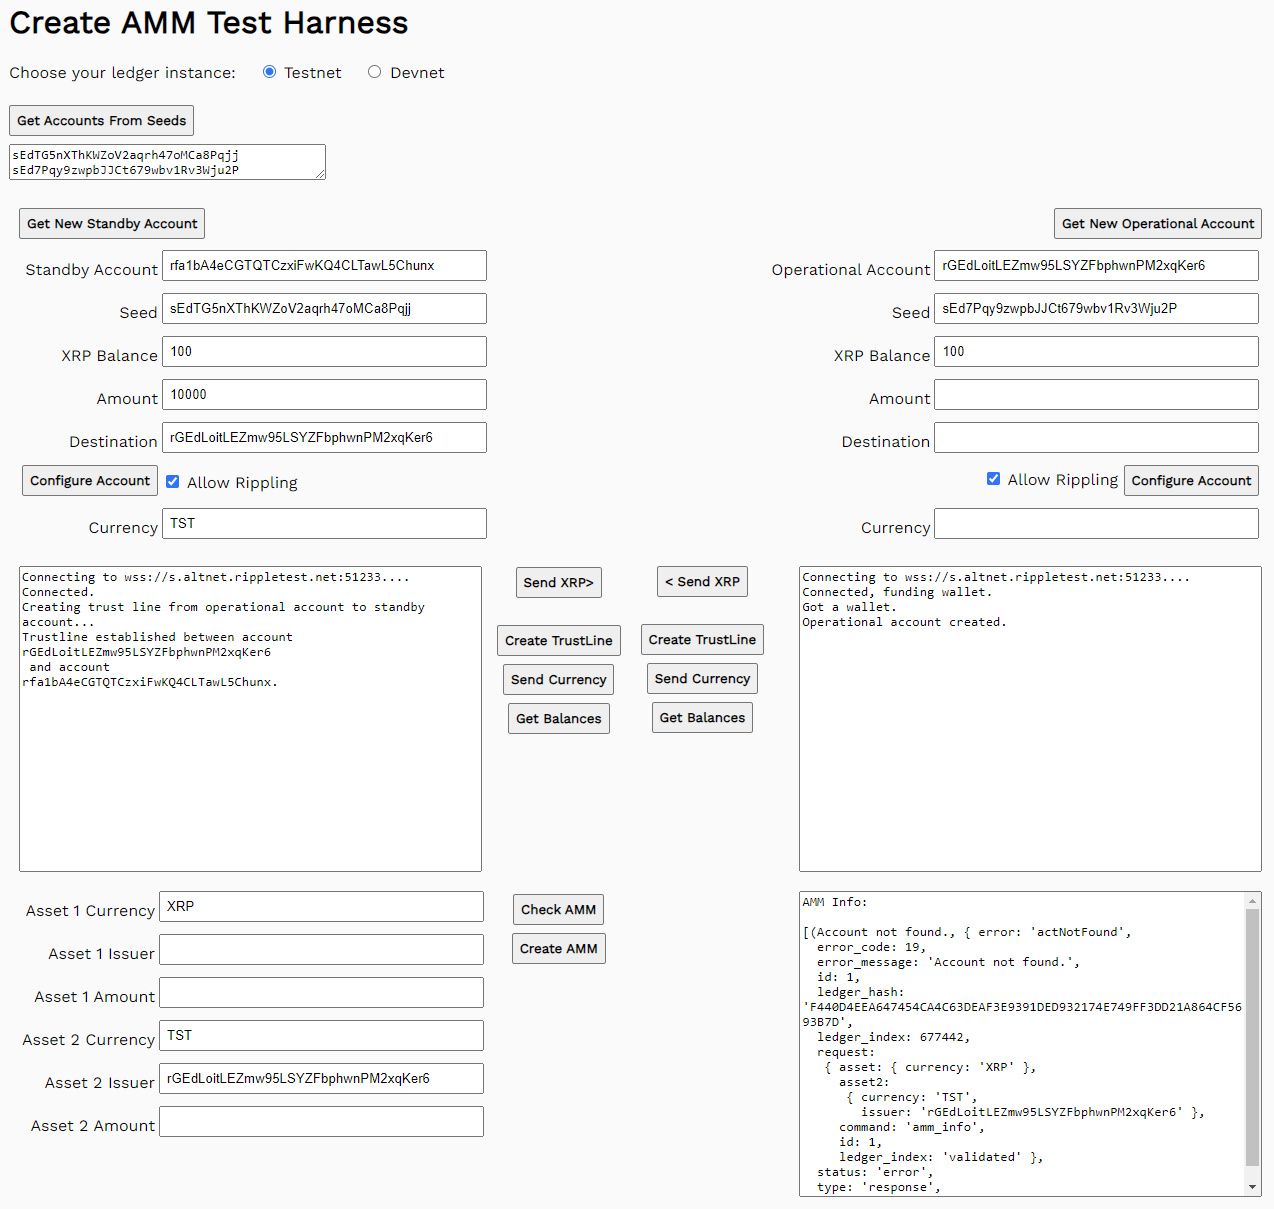 Create AMM Test Harness
Choose your ledger instance: Testnet Devnet
Get Accounts From Seeds
sEdTG5nXThKWZoV2aqrh47oMCa8Pqjj
sEd7Pqy9zwpbJJCt679wbv1Rv3Wju2P
Get New Standby Account
Get New Operational Account
Standby Account rfa1bA4eCGTQTCzxiFwKQ4CLTawL5Chunx
Operational Account rGEdLoitLEZmw95LSYZFbphwnPM2xqKer6
Seed sEdTG5nXThKWZoV2aqrh47oMCa8Pqjj
Seed sEd7Pqy9zwpbJJCt679wbv1Rv3Wju2P
XRP Balance 100
XRP Balance 100
Amount 10000
Amount
Destination rGEdLoitLEZmw95LSYZFbphwnPM2xqKer6
Destination
Configure Account Allow Rippling
Allow Rippling Configure Account
Currency TST
Currency
Connecting to wss://s.altnet.rippletest.net:51233....
Connected.
Creating trust line from operational account to standby
account...
Trustline established between account
rGEdLoitLEZmw95LSYZFbphwnPM2xqKer6
and account
rfa1bA4eCGTQTCzxiFwKQ4CLTawL5Chunx.
Send XRP>
< Send XRP
Create TrustLine
Create TrustLine
Send Currency
Send Currency
Get Balances
Get Balances
Connecting to wss://s.altnet.rippletest.net:51233....
Connected, funding wallet.
Got a wallet.
Operational account created.
Asset 1 Currency XRP
Asset 1 Issuer
Asset 1 Amount
Asset 2 Currency TST
Asset 2 Issuer rGEdLoitLEZmw95LSYZFbphwnPM2xqKer6
Asset 2 Amount
Check AMM
Create AMM
AMM Info:
[(Account not found., { error: 'actNotFound',
error_code: 19,
error_message: 'Account not found.',
id: 1,
ledger_hash:
'F440D4EEA647454CA4C63DEAF3E9391DED932174E749FF3DD21A864CF56
93B7D',
ledger_index: 677442,
request:
{ asset: { currency: 'XRP' },
asset2:
{ currency: 'TST',
issuer: 'rGEdLoitLEZmw95LSYZFbphwnPM2xqKer6' },
command: 'amm_info',
id: 1,
ledger_index: 'validated' },
status: 'error',
type: 'response',